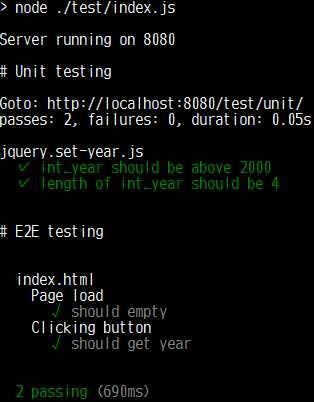 > node ./test/index.js
Server running on 8080
# Unit testing
Goto: http://localhost:8080/test/unit/
passes: 2, failures: 0, duration: 0.05s
jquery.set-year.js
✓ int_year should be above 2000
✓ length of int_year should be 4
# E2E testing
index.html
Page load
√ should empty
Clicking button
√ should get year
2 passing (690ms)